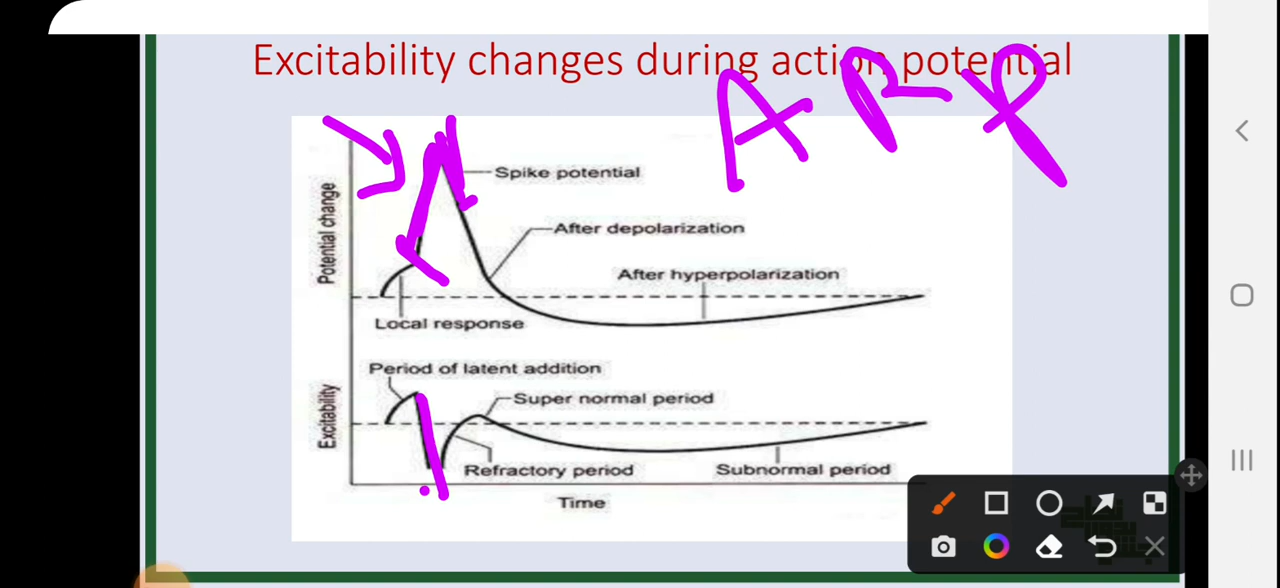 Excitability changes during action potential
ARP
Spike potential
After depolarization
After hyperpolarization
Potential change
Local response
Period of latent addition
Super normal period
Excitability
Refractory period
Subnormal period
Time